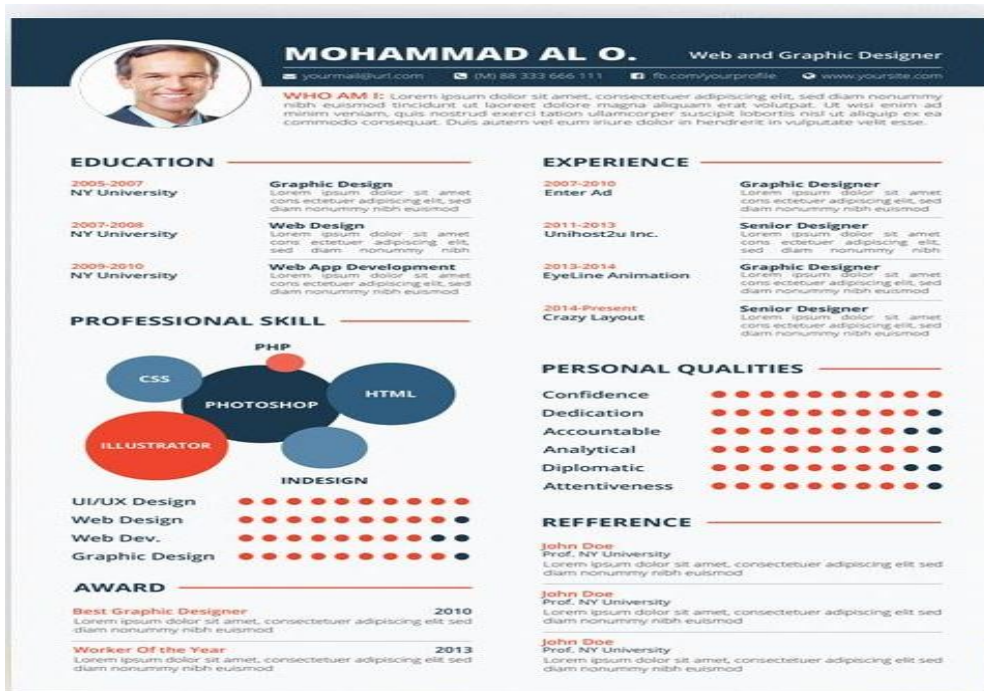 MOHAMMAD AL O.
Web and Graphic Designer
yourmail@url.com (M) 88 333 666 111 fb.com/yourprofile www.yoursite.com
WHO AM I: Lorem ipsum dolor sit amet, consectetuer adipiscing elit, sed diam nonummy
nibh euismod tincidunt ut laoreet dolore magna aliquam erat volutpat. Ut wisi enim ad
minim veniam, quis nostrud exerci tation ullamcorper suscipit lobortis nisl ut aliquip ex ea
commodo consequat. Duis autem vel eum iriure dolor in hendrerit in vulputate velit esse.
EDUCATION
2005-2007
NY University
Graphic Design
Lorem ipsum dolor sit amet
cons ectetuer adipiscing elit, sed
diam nonummy nibh euismod
2007-2008
NY University
Web Design
Lorem ipsum dolor sit amet
cons ectetuer adipiscing elit,
sed diam nonummy nibh
2009-2010
NY University
Web App Development
Lorem ipsum dolor sit amet
cons ectetuer adipiscing elit, sed
diam nonummy nibh euismod
PROFESSIONAL SKILL
PHP
CSS
PHOTOSHOP
HTML
ILLUSTRATOR
INDESIGN
UI/UX Design
Web Design
Web Dev.
Graphic Design
AWARD
Best Graphic Designer 2010
Lorem ipsum dolor sit amet, consectetuer adipiscing elit sed
diam nonummy nibh euismod
Worker Of the Year 2013
Lorem ipsum dolor sit amet, consectetuer adipiscing elit sed
diam nonummy nibh euismod
EXPERIENCE
2007-2010
Enter Ad
Graphic Designer
Lorem ipsum dolor sit amet
cons ectetuer adipiscing elit, sed
diam nonummy nibh euismod
2011-2013
Unihost2u Inc.
Senior Designer
Lorem ipsum dolor sit amet
cons ectetuer adipiscing elit,
sed diam nonummy nibh
2013-2014
EyeLine Animation
Graphic Designer
Lorem ipsum dolor sit amet
cons ectetuer adipiscing elit, sed
diam nonummy nibh euismod
2014-Present
Crazy Layout
Senior Designer
Lorem ipsum dolor sit amet
cons ectetuer adipiscing elit, sed
diam nonummy nibh euismod
PERSONAL QUALITIES
Confidence
Dedication
Accountable
Analytical
Diplomatic
Attentiveness
REFFERENCE
John Doe
Prof. NY University
Lorem ipsum dolor sit amet, consectetuer adipiscing elit sed
diam nonummy nibh euismod
John Doe
Prof. NY University
Lorem ipsum dolor sit amet, consectetuer adipiscing elit sed
diam nonummy nibh euismod
John Doe
Prof. NY University
Lorem ipsum dolor sit amet, consectetuer adipiscing elit sed
diam nonummy nibh euismod